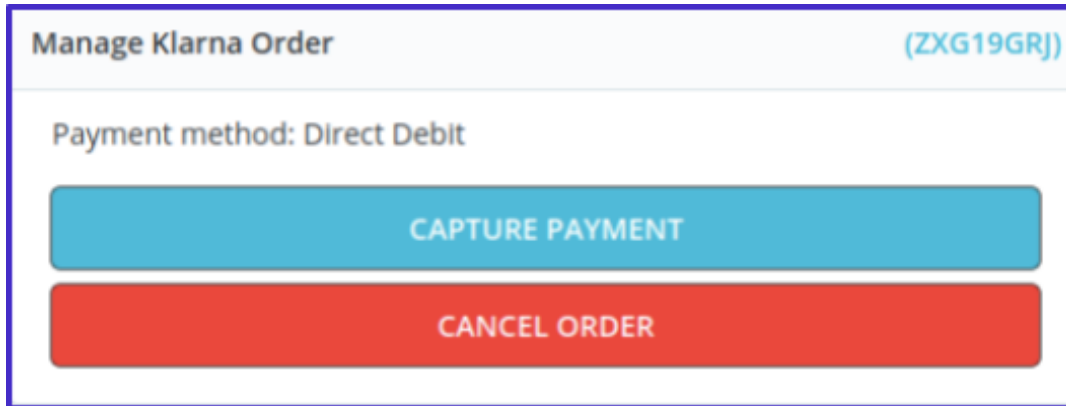 Manage Klarna Order (ZXG19GRJ)
Payment method: Direct Debit
CAPTURE PAYMENT
CANCEL ORDER